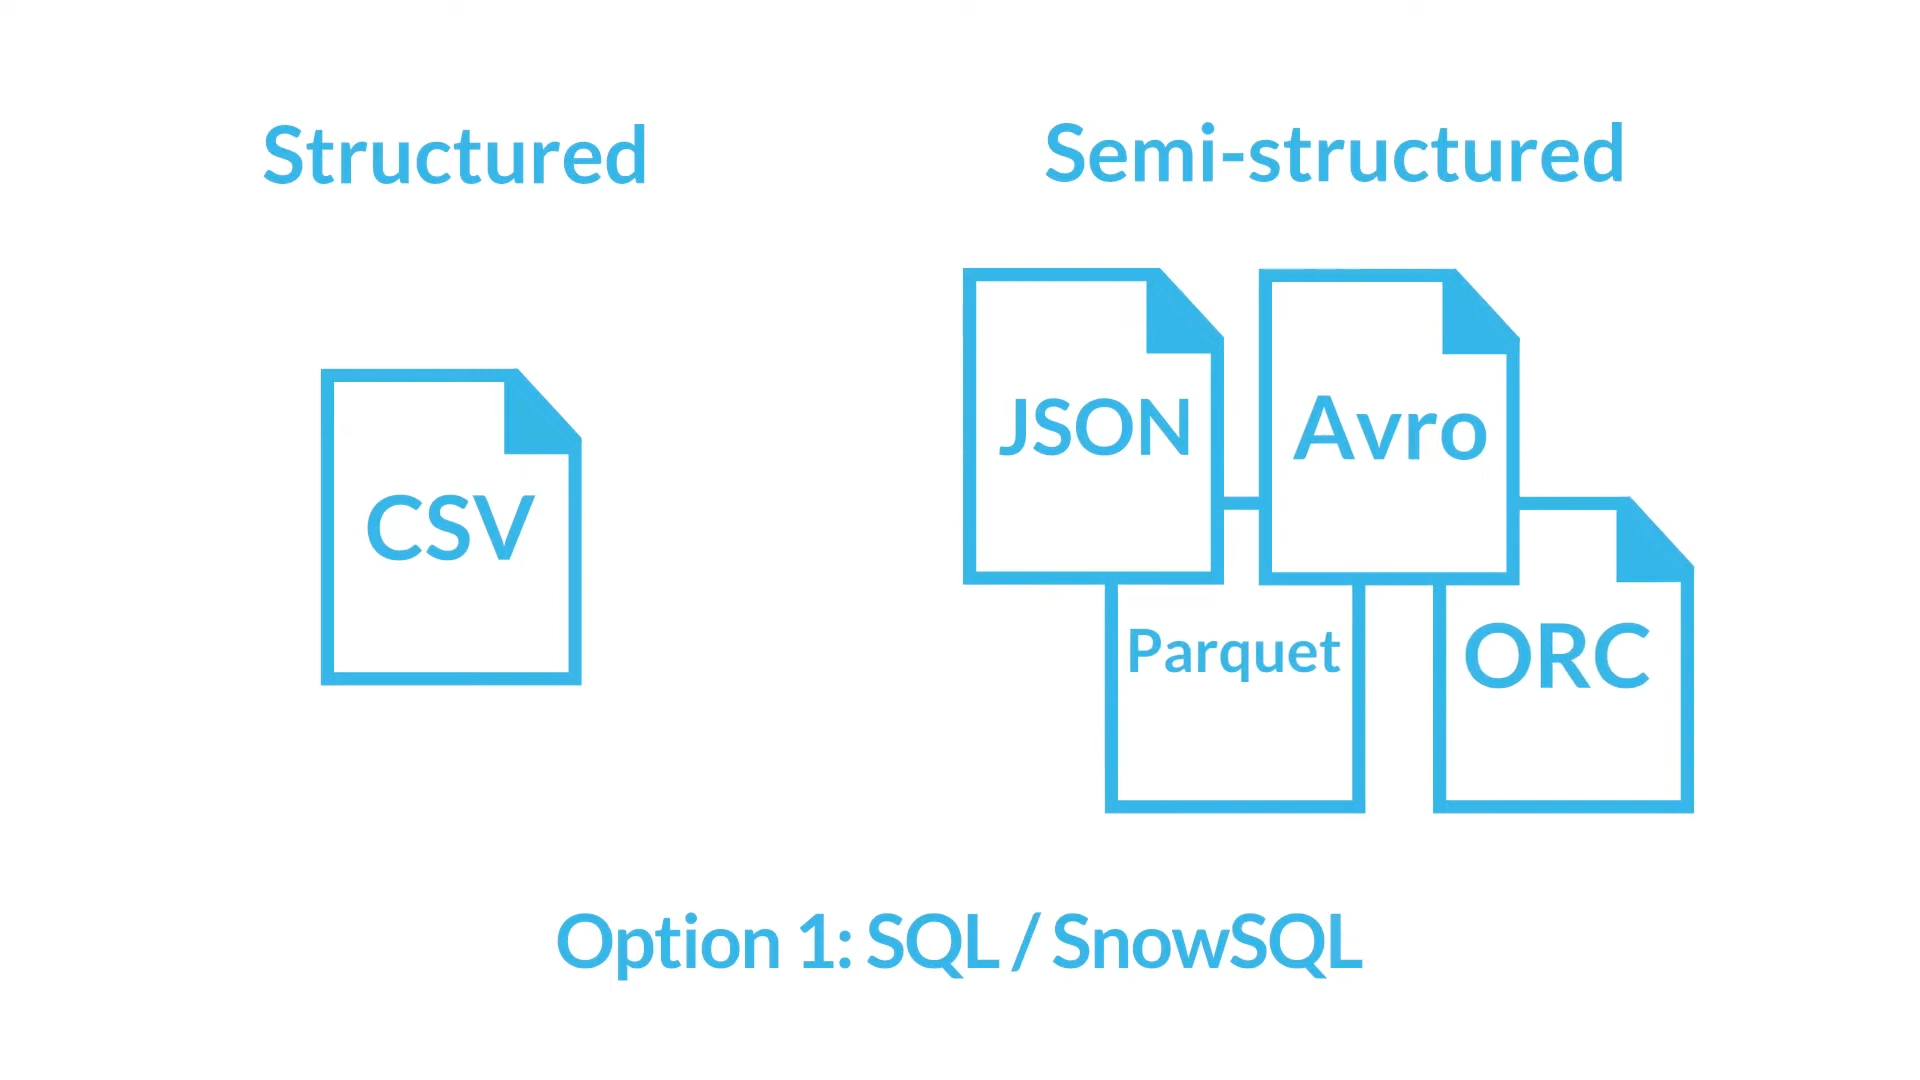 Structured
Semi-structured
CSV
JSON
Avro
Parquet
ORC
Option 1: SQL / SnowSQL